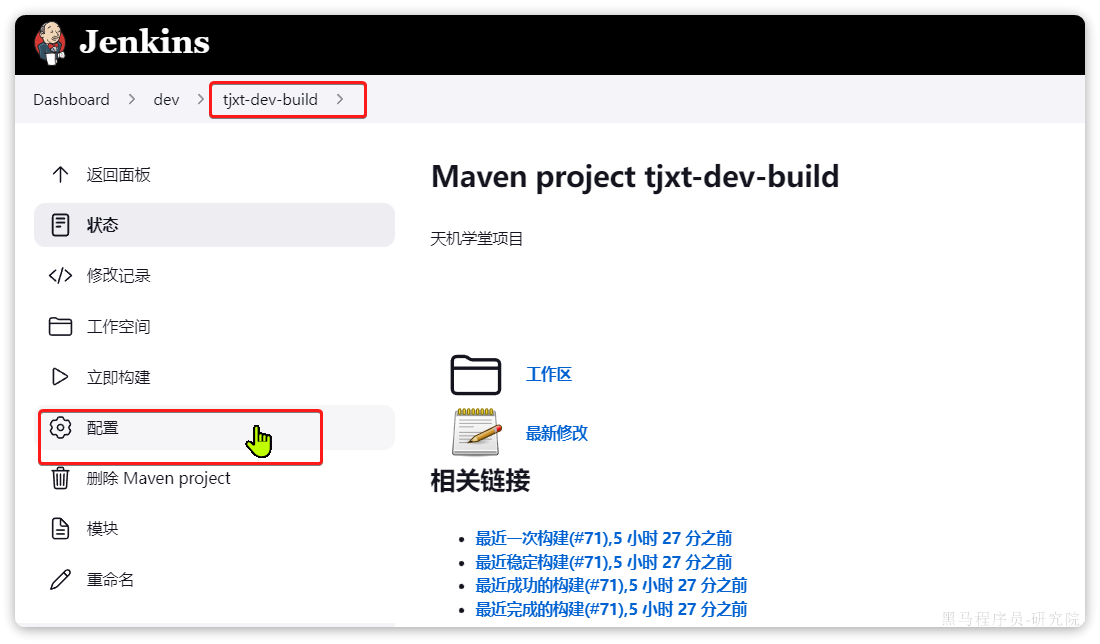 Jenkins
Dashboard > dev > tjxt-dev-build >
返回面板
状态
修改记录
工作空间
立即构建
配置
删除 Maven project
模块
重命名
Maven project tjxt-dev-build
天机学堂项目
工作区
最新修改
相关链接
最近一次构建(#71),5 小时 27 分之前
最近稳定构建(#71),5 小时 27 分之前
最近成功的构建(#71),5 小时 27 分之前
最近完成的构建(#71),5 小时 27 分之前
黑马程序员-研究院